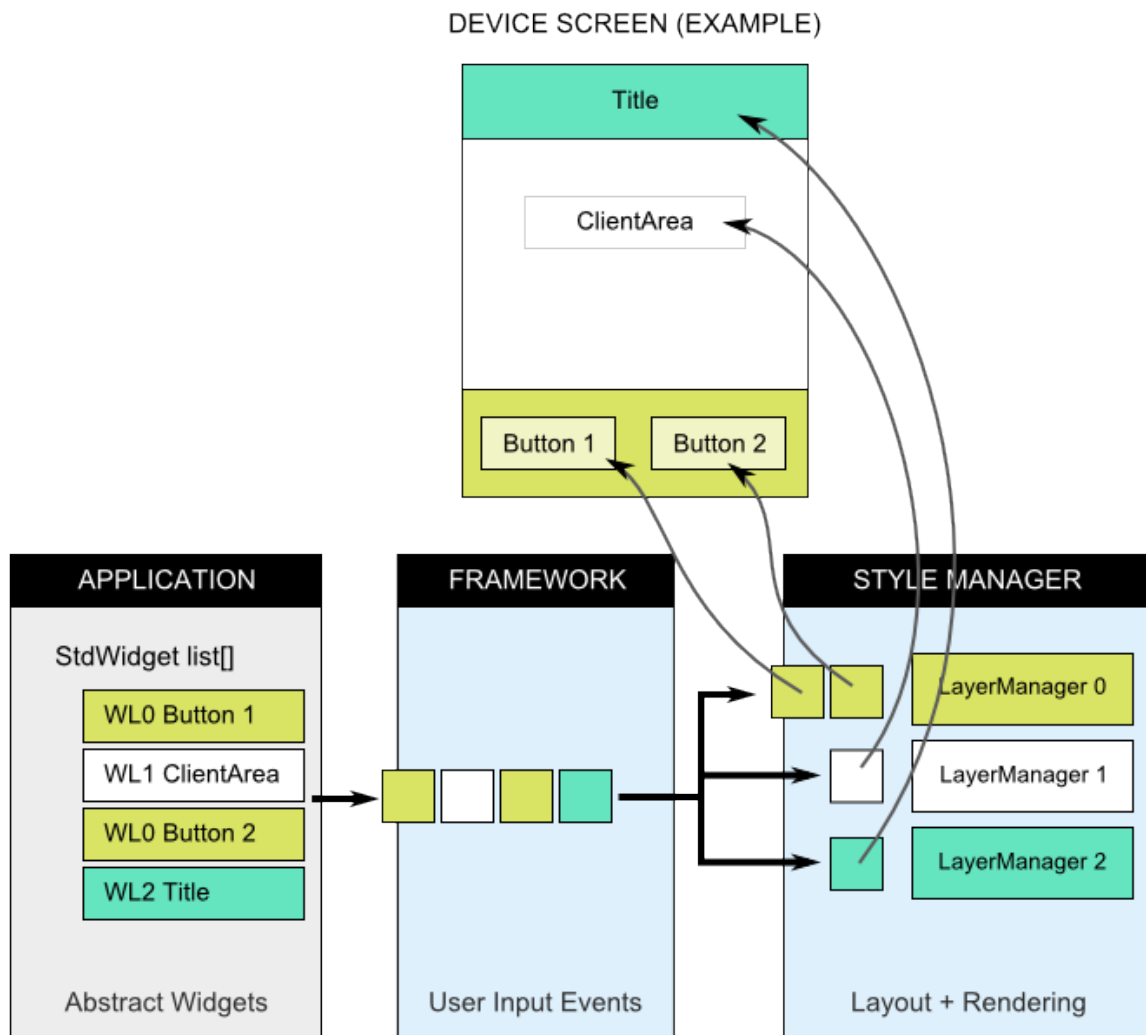 DEVICE SCREEN (EXAMPLE)
Title
ClientArea
Button 1
Button 2
APPLICATION
StdWidget list[]
WL0 Button 1
WL1 ClientArea
WL0 Button 2
WL2 Title
Abstract Widgets
FRAMEWORK
User Input Events
STYLE MANAGER
LayerManager 0
LayerManager 1
LayerManager 2
Layout + Rendering